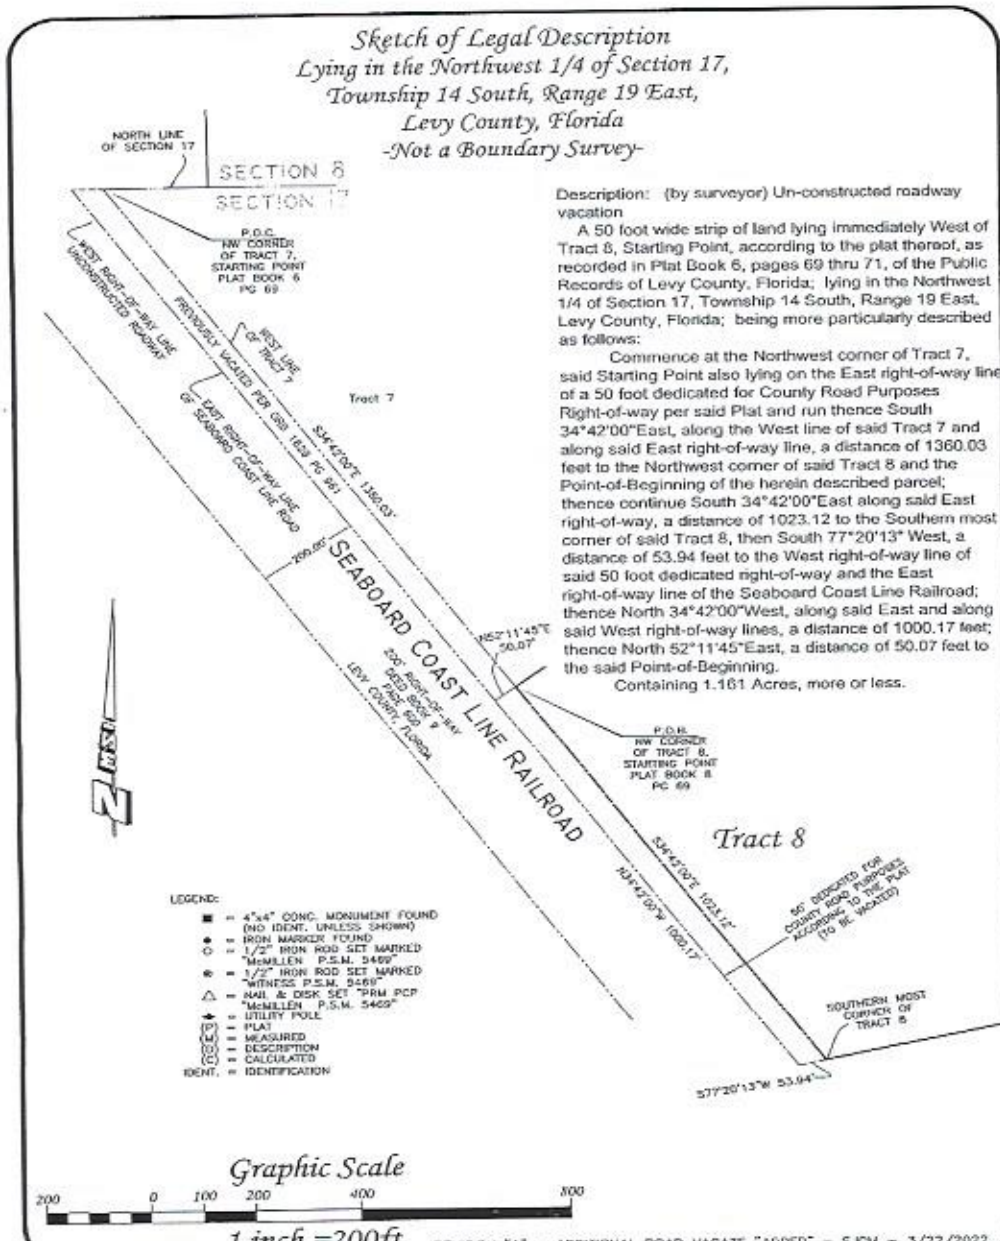 Sketch of Legal Description
Lying in the Northwest 1/4 of Section 17,
Township 14 South, Range 19 East,
Levy County, Florida
-Not a Boundary Survey-
NORTH LINE
OF SECTION 17
SECTION 8
SECTION 17
P.O.C.
NW CORNER
OF TRACT 7,
STARTING POINT
PLAT BOOK 6
PG 69
WEST RIGHT-OF-WAY LINE
UNCONSTRUCTED ROADWAY
PREVIOUSLY VACATED PER ORB 1628 PG 961
WEST LINE
OF TRACT 7
Tract 7
EAST RIGHT-OF-WAY LINE
OF SEABOARD COAST LINE ROAD
S34°42'00"E 1360.03'
200.00'
SEABOARD COAST LINE RAILROAD
200' RIGHT-OF-WAY
DEED BOOK 9
PAGE 600
LEVY COUNTY, FLORIDA
N52°11'45"E
50.07'
Description: (by surveyor) Un-constructed roadway
vacation
A 50 foot wide strip of land lying immediately West of
Tract 8, Starting Point, according to the plat thereof, as
recorded in Plat Book 6, pages 69 thru 71, of the Public
Records of Levy County, Florida; lying in the Northwest
1/4 of Section 17, Township 14 South, Range 19 East,
Levy County, Florida; being more particularly described
as follows:
Commence at the Northwest corner of Tract 7,
said Starting Point also lying on the East right-of-way line
of a 50 foot dedicated for County Road Purposes
Right-of-way per said Plat and run thence South
34°42'00"East, along the West line of said Tract 7 and
along said East right-of-way line, a distance of 1360.03
feet to the Northwest corner of said Tract 8 and the
Point-of-Beginning of the herein described parcel;
thence continue South 34°42'00"East along said East
right-of-way, a distance of 1023.12 to the Southern most
corner of said Tract 8, then South 77°20'13" West, a
distance of 53.94 feet to the West right-of-way line of
said 50 foot dedicated right-of-way and the East
right-of-way line of the Seaboard Coast Line Railroad;
thence North 34°42'00"West, along said East and along
said West right-of-way lines, a distance of 1000.17 feet;
thence North 52°11'45"East, a distance of 50.07 feet to
the said Point-of-Beginning.
Containing 1.161 Acres, more or less.
P.O.B.
NW CORNER
OF TRACT 8,
STARTING POINT
PLAT BOOK 6
PG 69
N
Tract 8
S34°42'00"E 1023.12'
N34°42'00"W 1000.17'
50' DEDICATED FOR
COUNTY ROAD PURPOSES
ACCORDING TO THE PLAT
(TO BE VACATED)
SOUTHERN MOST
CORNER OF
TRACT 8
S77°20'13"W 53.94'
LEGEND:
= 4"x4" CONC. MONUMENT FOUND
(NO IDENT. UNLESS SHOWN)
= IRON MARKER FOUND
= 1/2" IRON ROD SET MARKED
"McMILLEN P.S.M. 5469"
= 1/2" IRON ROD SET MARKED
"WITNESS P.S.M. 5469"
= NAIL & DISK SET "PRM PCP
"McMILLEN P.S.M. 5469"
= UTILITY POLE
(P) = PLAT
(M) = MEASURED
(D) = DESCRIPTION
(C) = CALCULATED
IDENT. = IDENTIFICATION
Graphic Scale
200 0 100 200 400 800
1 inch =200ft.
ADDITIONAL ROAD VACATE "ADDED" - SJFM - 3/22/2022